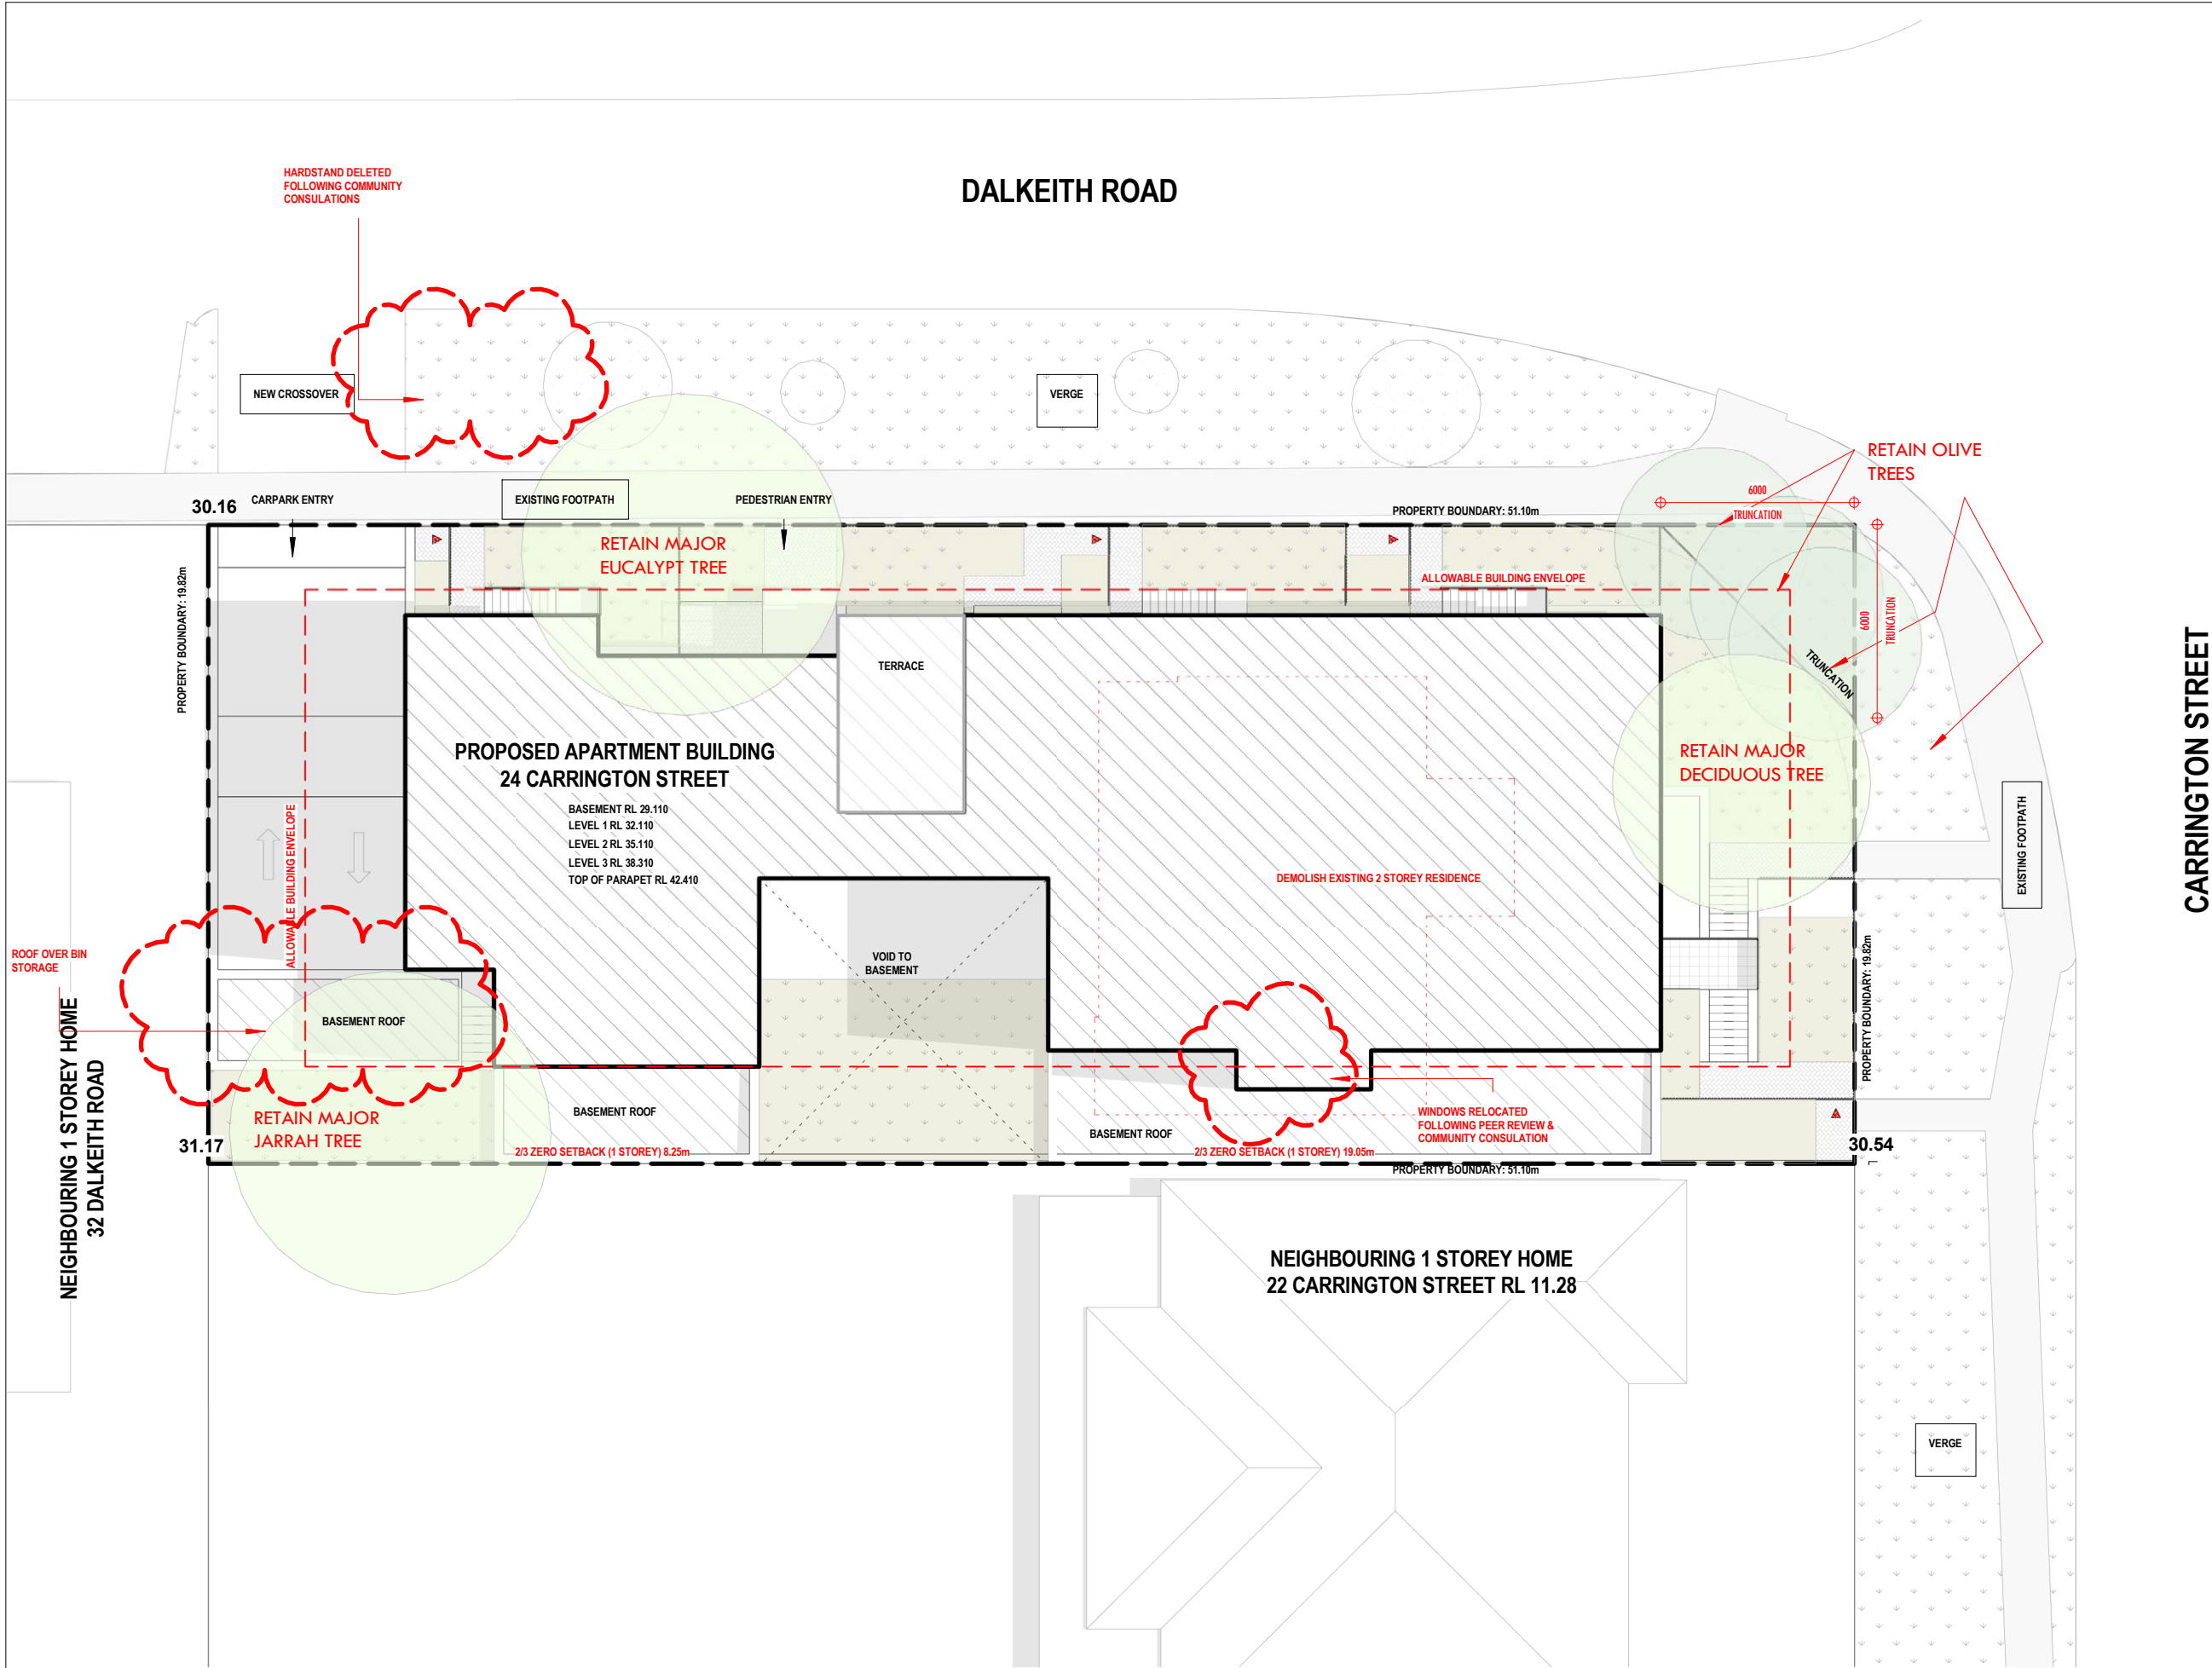 DALKEITH ROAD
HARDSTAND DELETED
FOLLOWING COMMUNITY
CONSULATIONS
NEW CROSSOVER
VERGE
RETAIN OLIVE
TREES
30.16
CARPARK ENTRY
EXISTING FOOTPATH
PEDESTRIAN ENTRY
PROPERTY BOUNDARY: 51.10m
6000
TRUNCATION
6000
TRUNCATION
TRUNCATION
RETAIN MAJOR
EUCALYPT TREE
ALLOWABLE BUILDING ENVELOPE
PROPERTY BOUNDARY: 19.82m
TERRACE
PROPOSED APARTMENT BUILDING
24 CARRINGTON STREET
BASEMENT RL 29.110
LEVEL 1 RL 32.110
LEVEL 2 RL 35.110
LEVEL 3 RL 38.310
TOP OF PARAPET RL 42.410
RETAIN MAJOR
DECIDUOUS TREE
CARRINGTON STREET
EXISTING FOOTPATH
ALLOWABLE BUILDING ENVELOPE
DEMOLISH EXISTING 2 STOREY RESIDENCE
VOID TO
BASEMENT
ROOF OVER BIN
STORAGE
BASEMENT ROOF
PROPERTY BOUNDARY: 19.82m
NEIGHBOURING 1 STOREY HOME
32 DALKEITH ROAD
RETAIN MAJOR
JARRAH TREE
BASEMENT ROOF
BASEMENT ROOF
WINDOWS RELOCATED
FOLLOWING PEER REVIEW &
COMMUNITY CONSULATION
31.17
2/3 ZERO SETBACK (1 STOREY) 8.25m
2/3 ZERO SETBACK (1 STOREY) 19.05m
30.54
PROPERTY BOUNDARY: 51.10m
NEIGHBOURING 1 STOREY HOME
22 CARRINGTON STREET RL 11.28
VERGE